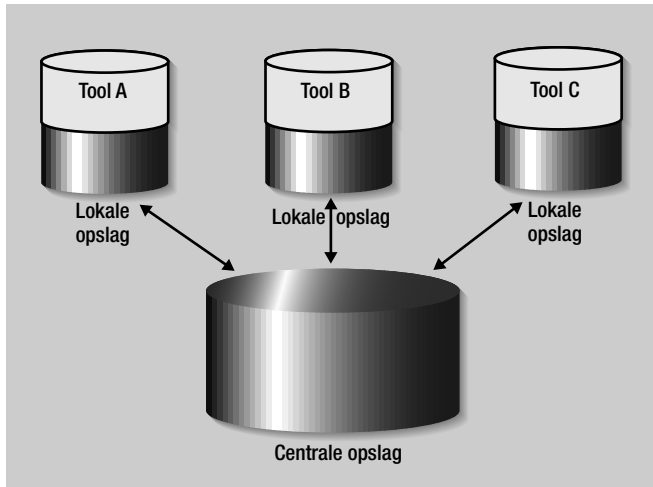 Tool A
Tool B
Tool C
Lokale
opslag
Lokale opslag
Lokale
opslag
Centrale opslag